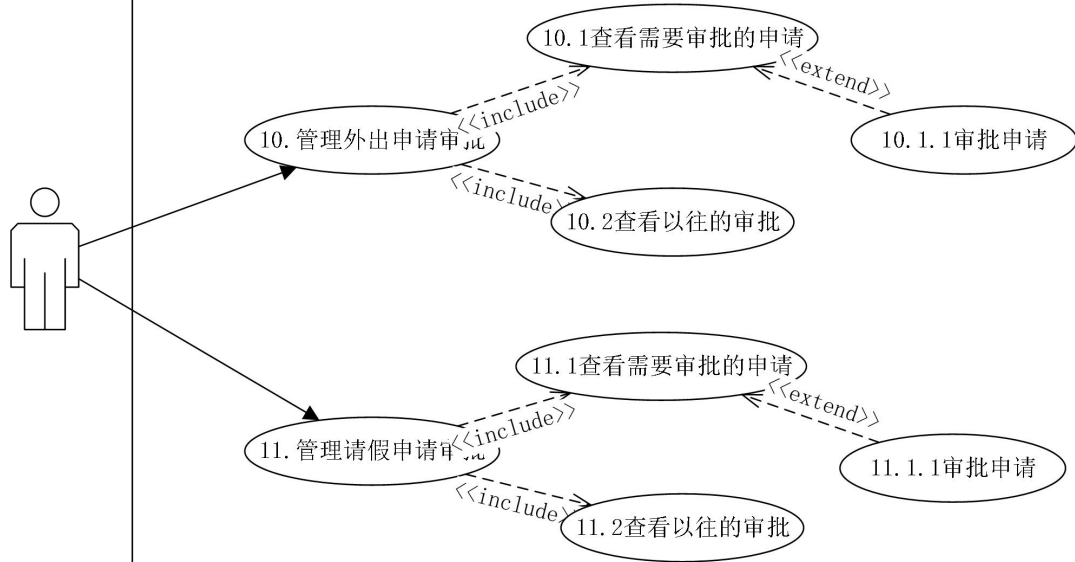 10.1查看需要审批的申请
<<extend>>
<<include>>
10.管理外出申请审批
10.1.1审批申请
<<include>>
10.2查看以往的审批
11.1查看需要审批的申请
<<extend>>
<<include>>
11.管理请假申请审批
11.1.1审批申请
<<include>>
11.2查看以往的审批